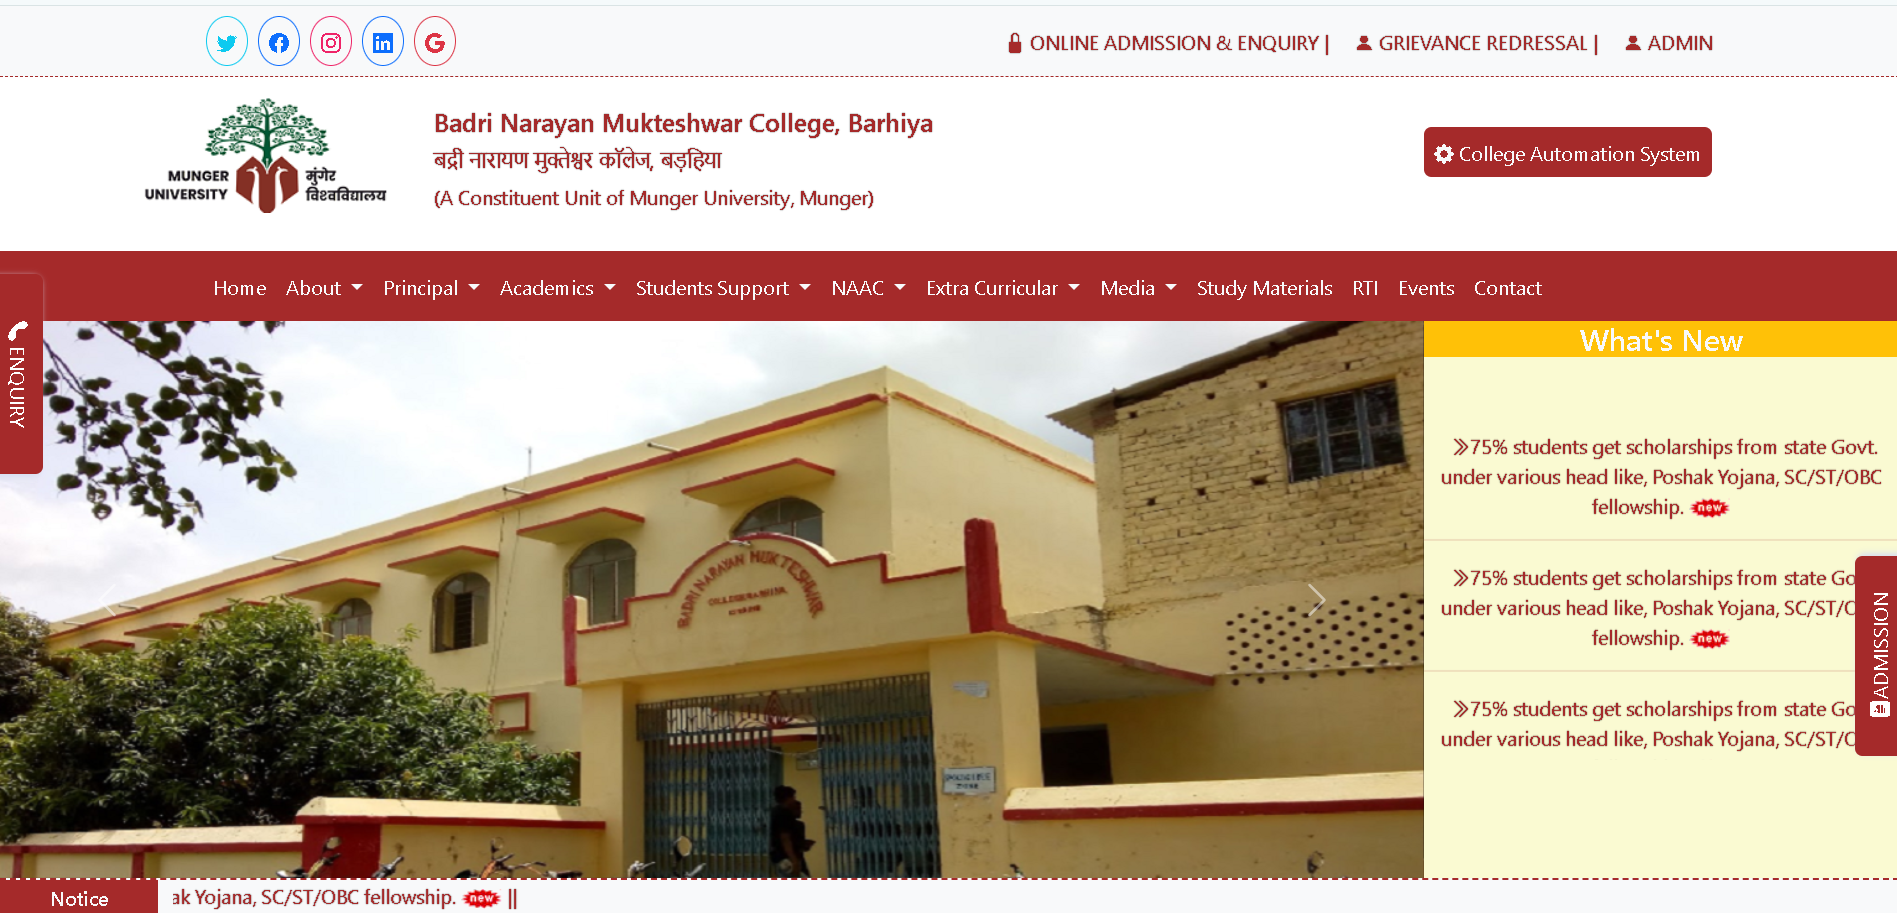 ONLINE ADMISSION & ENQUIRY |
GRIEVANCE REDRESSAL |
ADMIN
MUNGER UNIVERSITY
मुंगेर विश्वविद्यालय
Badri Narayan Mukteshwar College, Barhiya
बद्री नारायण मुक्तेश्वर कॉलेज, बड़हिया
(A Constituent Unit of Munger University, Munger)
College Automation System
Home About Principal Academics Students Support NAAC Extra Curricular Media Study Materials RTI Events Contact
ENQUIRY
BADRI NARAYAN MUKTESHWAR
What's New
75% students get scholarships from state Govt.
under various head like, Poshak Yojana, SC/ST/OBC
fellowship. new
75% students get scholarships from state Go
under various head like, Poshak Yojana, SC/ST/
fellowship. new
75% students get scholarships from state Go
under various head like, Poshak Yojana, SC/ST/
ADMISSION
Notice
ak Yojana, SC/ST/OBC fellowship. new ||